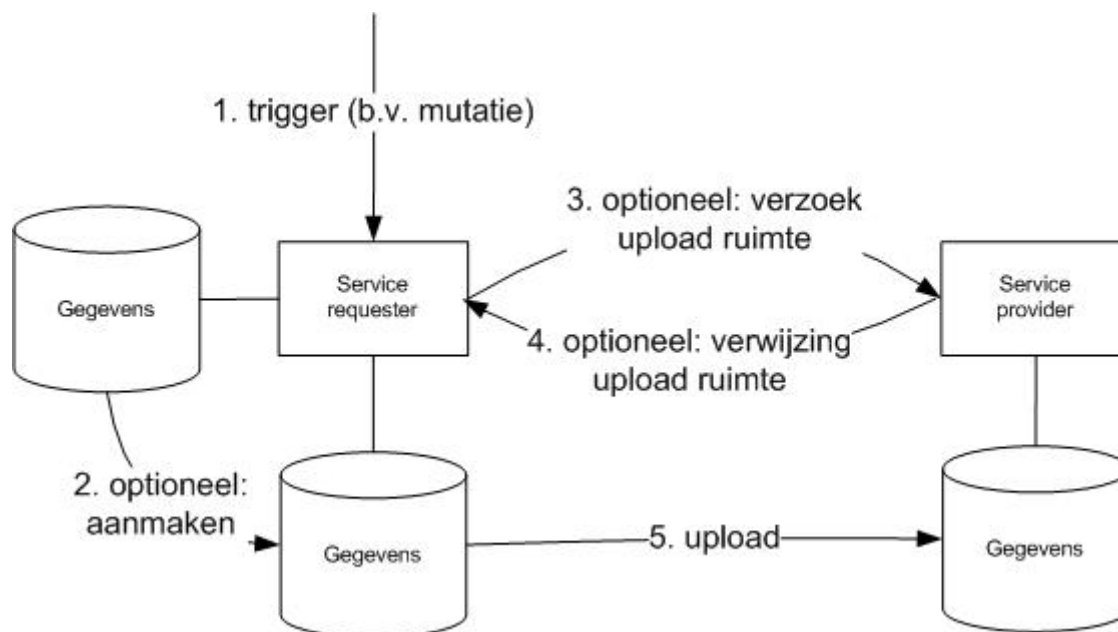 1. trigger (b.v. mutatie)
3. optioneel: verzoek
upload ruimte
Gegevens
Service
requester
Service
provider
4. optioneel: verwijzing
upload ruimte
2. optioneel:
aanmaken
Gegevens
5. upload
Gegevens